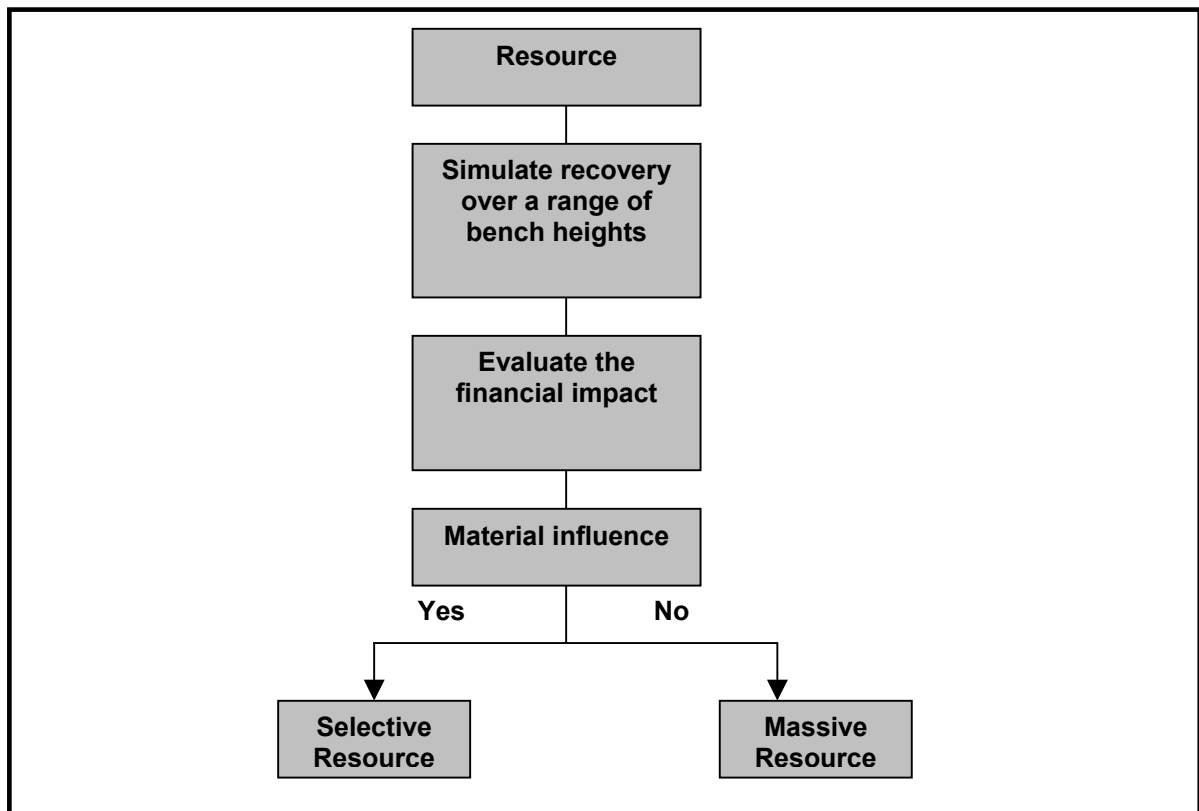 Resource
Simulate recovery
over a range of
bench heights
Evaluate the
financial impact
Material influence
Yes
No
Selective
Resource
Massive
Resource